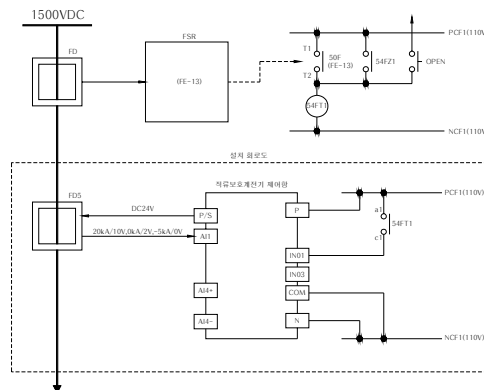 1500VDC
FD
FSR
(FE-13)
T1
T2
50F
(FE-13)
54FZ1
OPEN
54FT1
PCF1(110V
NCF1(110V
설치 회로도
직류보호계전기 제어함
FD5
DC24V
20kA/10V,0kA/2V,-5kA/0V
P/S
AI1
AI4+
AI4-
P
IN01
IN03
COM
N
a1
c1
54FT1
PCF1(110V)
NCF1(110V)